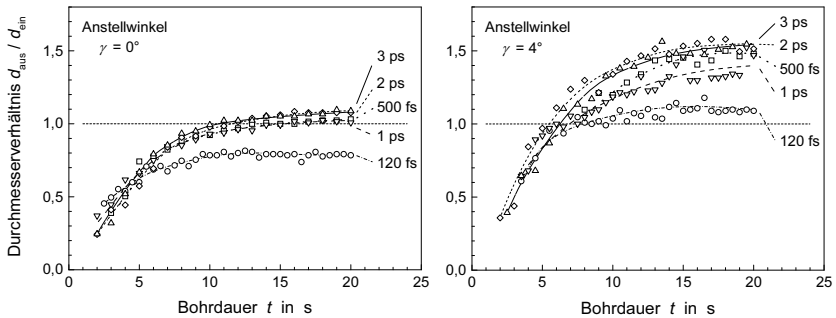 Durchmesserverhältnis d_aus / d_ein
1,5
1,0
0,5
0,0
0 5 10 15 20 25
Bohrdauer t in s
Anstellwinkel
γ = 0°
3 ps
2 ps
500 fs
1 ps
120 fs
1,5
1,0
0,5
0,0
0 5 10 15 20 25
Bohrdauer t in s
Anstellwinkel
γ = 4°
3 ps
2 ps
500 fs
1 ps
120 fs